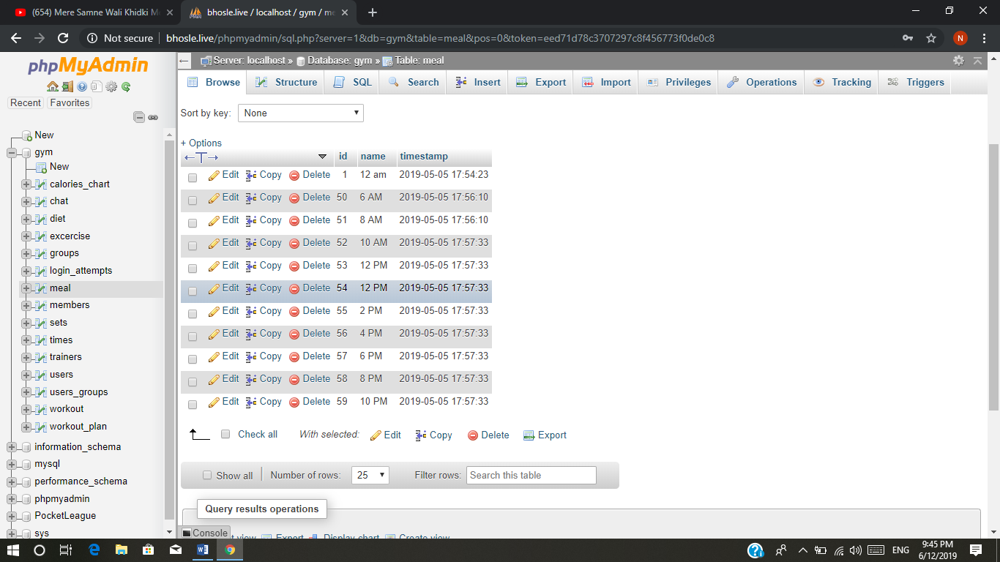 (654) Mere Samne Wali Khidki M
bhosle.live / localhost / gym / me
Not secure
bhosle.live/phpmyadmin/sql.php?server=1&db=gym&table=meal&pos=0&token=eed71d78c3707297c8f456773f0de0c8
N
phpMyAdmin
Recent
Favorites
New
gym
New
calories_chart
chat
diet
excercise
groups
login_attempts
meal
members
sets
times
trainers
users
users_groups
workout
workout_plan
information_schema
mysql
performance_schema
phpmyadmin
PocketLeague
sys
Server: localhost » Database: gym » Table: meal
Browse Structure SQL Search Insert Export Import Privileges Operations Tracking Triggers
Sort by key: None
+ Options
←T→ id name timestamp
Edit Copy Delete 1 12 am 2019-05-05 17:54:23
Edit Copy Delete 50 6 AM 2019-05-05 17:56:10
Edit Copy Delete 51 8 AM 2019-05-05 17:56:10
Edit Copy Delete 52 10 AM 2019-05-05 17:57:33
Edit Copy Delete 53 12 PM 2019-05-05 17:57:33
Edit Copy Delete 54 12 PM 2019-05-05 17:57:33
Edit Copy Delete 55 2 PM 2019-05-05 17:57:33
Edit Copy Delete 56 4 PM 2019-05-05 17:57:33
Edit Copy Delete 57 6 PM 2019-05-05 17:57:33
Edit Copy Delete 58 8 PM 2019-05-05 17:57:33
Edit Copy Delete 59 10 PM 2019-05-05 17:57:33
Check all With selected: Edit Copy Delete Export
Show all Number of rows: 25 Filter rows: Search this table
Query results operations
Console
t view Export Display chart Create view
ENG
9:45 PM
6/12/2019